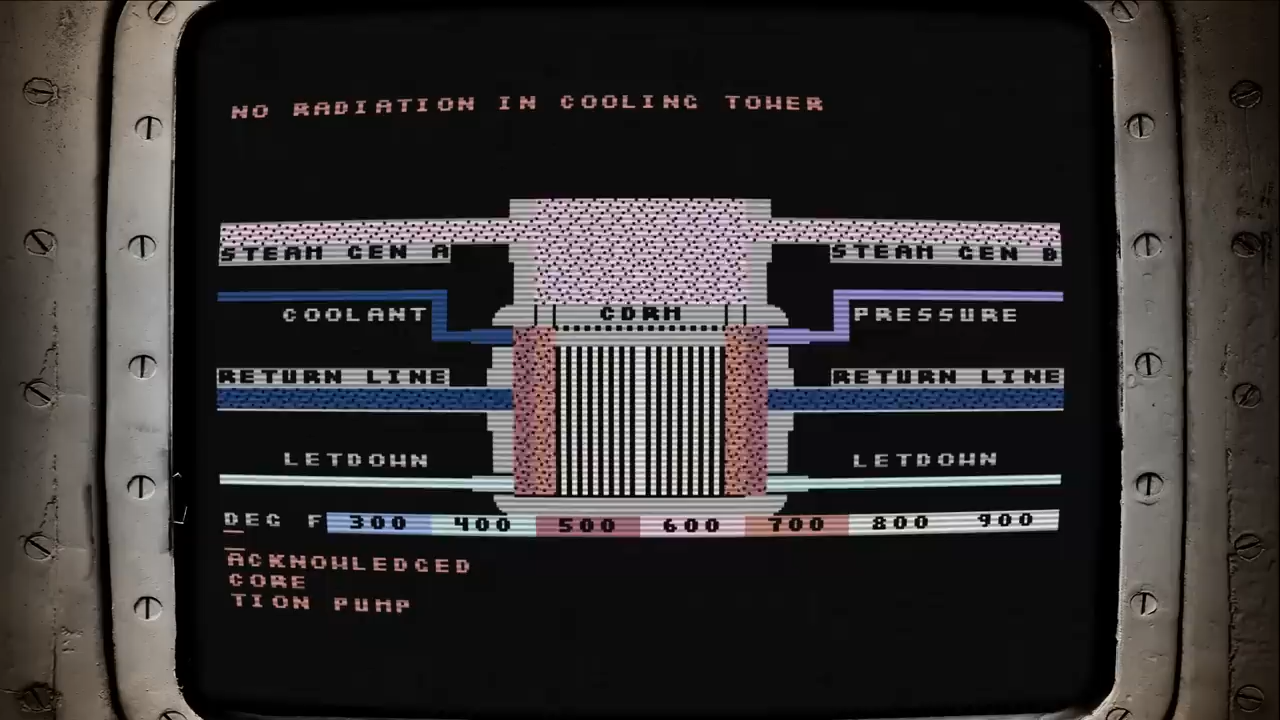 NO RADIATION IN COOLING TOWER
STEAM GEN A
STEAM GEN B
CDRM
COOLANT
PRESSURE
RETURN LINE
RETURN LINE
LETDOWN
LETDOWN
DEG F 300 400 500 600 700 800 900
ACKNOWLEDGED
CORE
TION PUMP